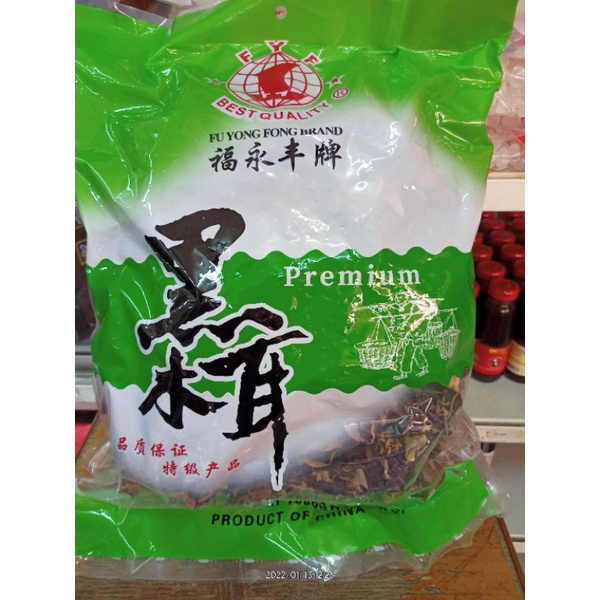 FYF
BEST QUALITY
®
FU YONG FONG BRAND
福永丰牌
黑
木耳
Premium
品质保证
特级产品
PRODUCT OF CHINA
2022 01 13 12:26